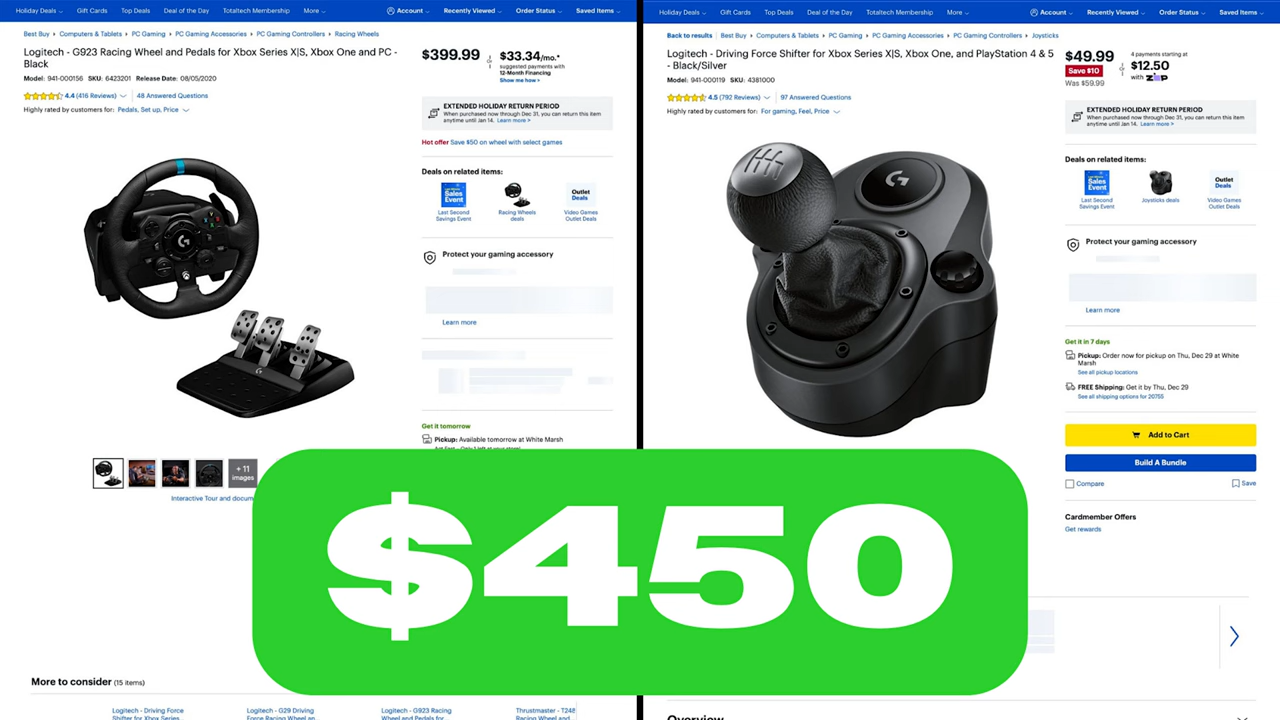 Holiday Deals Gift Cards Top Deals Deal of the Day Totaltech Membership More Account Recently Viewed Order Status Saved Items
Best Buy Computers & Tablets PC Gaming PC Gaming Accessories PC Gaming Controllers Racing Wheels
Logitech - G923 Racing Wheel and Pedals for Xbox Series X|S, Xbox One and PC -
Black
Model: 941-000156 SKU: 6423201 Release Date: 08/05/2020
4.4 (416 Reviews) 48 Answered Questions
Highly rated by customers for: Pedals, Set up, Price
+ 11
images
Interactive Tour and docum
$399.99
or
$33.34/mo.*
suggested payments with
12-Month Financing
Show me how >
EXTENDED HOLIDAY RETURN PERIOD
When purchased now through Dec 31, you can return this item
anytime until Jan 14. Learn more >
Hot offer Save $50 on wheel with select games
Deals on related items:
Last Second
Savings Event
Racing Wheels
deals
Outlet
Deals
Video Games
Outlet Deals
Protect your gaming accessory
Learn more
Get it tomorrow
Pickup: Available tomorrow at White Marsh
More to consider (15 items)
Logitech - Driving Force
Shifter for Xbox Series...
Logitech - G29 Driving
Force Racing Wheel an...
Logitech - G923 Racing
Wheel and Pedals for...
Thrustmaster - T248
Racing Wheel and...
Holiday Deals Gift Cards Top Deals Deal of the Day Totaltech Membership More Account Recently Viewed Order Status Saved Items
Back to results Best Buy Computers & Tablets PC Gaming PC Gaming Accessories PC Gaming Controllers Joysticks
Logitech - Driving Force Shifter for Xbox Series X|S, Xbox One, and PlayStation 4 & 5
- Black/Silver
Model: 941-000119 SKU: 4381000
4.5 (792 Reviews) 97 Answered Questions
Highly rated by customers for: For gaming, Feel, Price
$49.99
Save $10
Was $59.99
or
4 payments starting at
$12.50
with zip
EXTENDED HOLIDAY RETURN PERIOD
When purchased now through Dec 31, you can return this item
anytime until Jan 14. Learn more >
Deals on related items:
Last Second
Savings Event
Joysticks deals
Outlet
Deals
Video Games
Outlet Deals
Protect your gaming accessory
Learn more
Get it in 7 days
Pickup: Order now for pickup on Thu, Dec 29 at White
Marsh
See all pickup locations
FREE Shipping: Get it by Thu, Dec 29
See all shipping options for 20755
Add to Cart
Build A Bundle
Compare Save
Cardmember Offers
Get rewards
Overview
$450